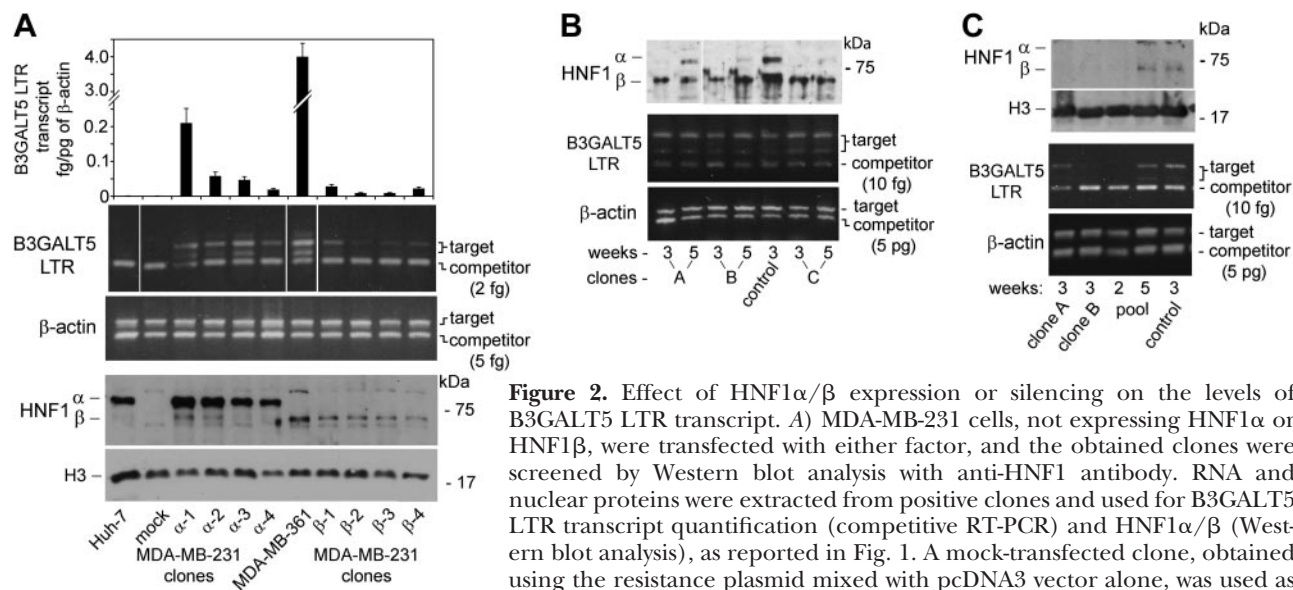 A
B3GALT5 LTR
transcript
fg/pg of β-actin
4.0
3.0
0.2
0.1
0
B3GALT5
LTR
target
competitor
(2 fg)
β-actin
target
competitor
(5 fg)
kDa
HNF1
α –
β –
- 75
H3 –
- 17
Huh-7
mock
α-1
α-2
α-3
α-4
MDA-MB-361
β-1
β-2
β-3
β-4
MDA-MB-231
clones
MDA-MB-231
clones
B
kDa
HNF1
α –
β –
- 75
B3GALT5
LTR
target
competitor
(10 fg)
β-actin
target
competitor
(5 pg)
weeks – 3 5 3 5 3 3 5
clones – A B control C
C
kDa
HNF1
α –
β –
- 75
H3 –
- 17
B3GALT5
LTR
target
competitor
(10 fg)
β-actin
target
competitor
(5 pg)
weeks: 3 3 2 5 3
clone A
clone B
pool
control
Figure 2. Effect of HNF1α/β expression or silencing on the levels of
B3GALT5 LTR transcript. A) MDA-MB-231 cells, not expressing HNF1α or
HNF1β, were transfected with either factor, and the obtained clones were
screened by Western blot analysis with anti-HNF1 antibody. RNA and
nuclear proteins were extracted from positive clones and used for B3GALT5
LTR transcript quantification (competitive RT-PCR) and HNF1α/β (West-
ern blot analysis), as reported in Fig. 1. A mock-transfected clone, obtained
using the resistance plasmid mixed with pcDNA3 vector alone, was used as